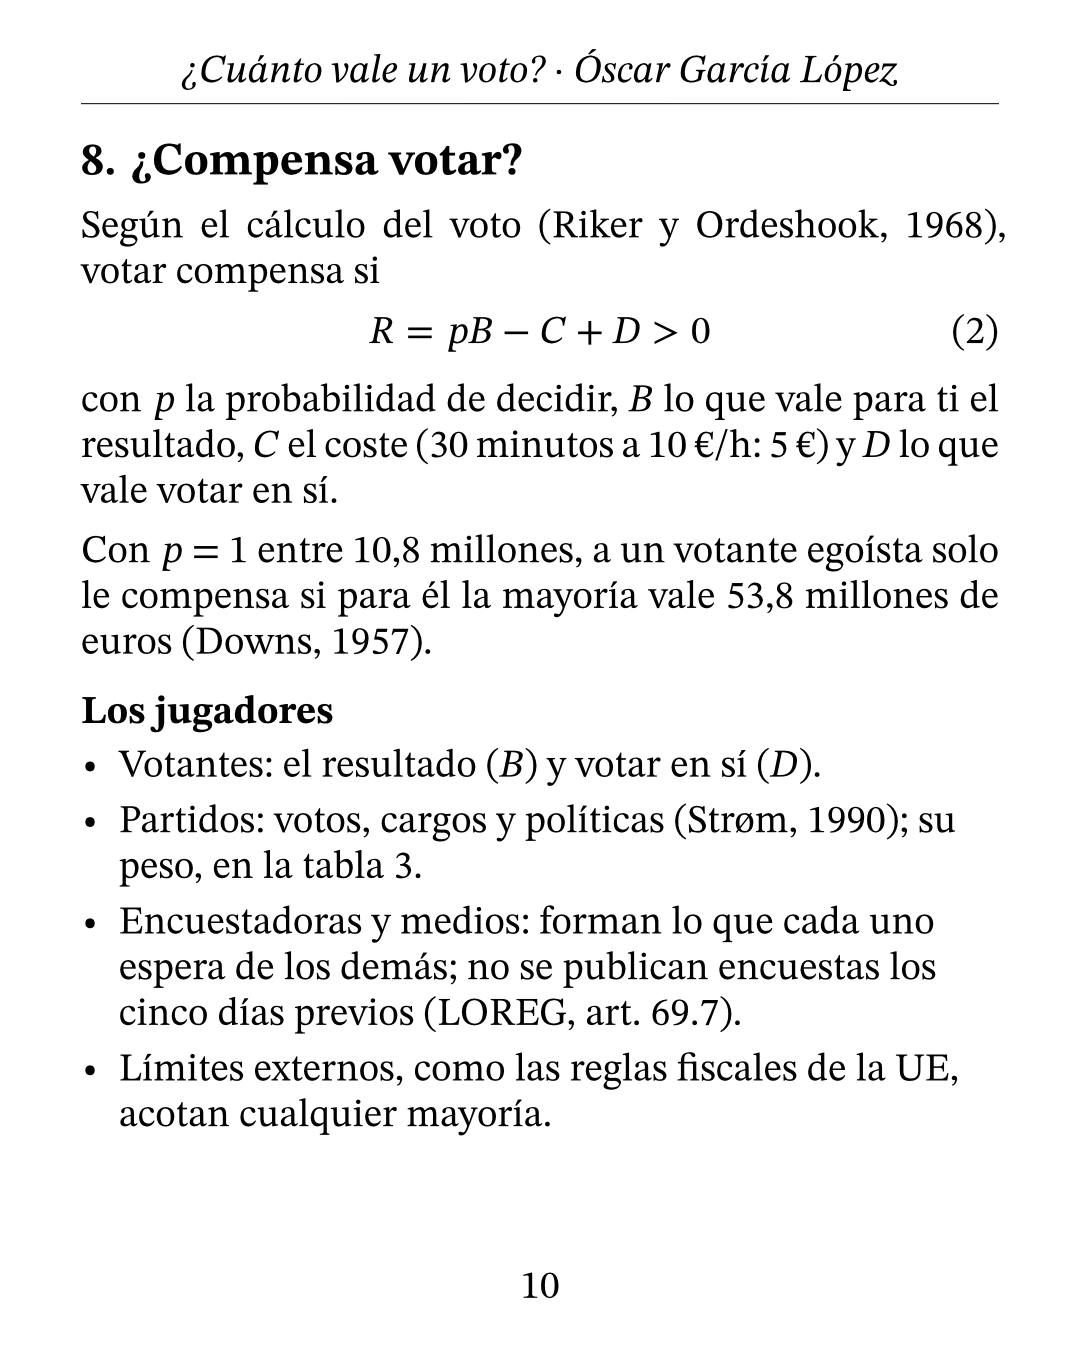 ¿Cuánto vale un voto? · Óscar García López
8. ¿Compensa votar?
Según el cálculo del voto (Riker y Ordeshook, 1968),
votar compensa si
R = pB − C + D > 0 (2)
con p la probabilidad de decidir, B lo que vale para ti el
resultado, C el coste (30 minutos a 10 €/h: 5 €) y D lo que
vale votar en sí.
Con p = 1 entre 10,8 millones, a un votante egoísta solo
le compensa si para él la mayoría vale 53,8 millones de
euros (Downs, 1957).
Los jugadores
• Votantes: el resultado (B) y votar en sí (D).
• Partidos: votos, cargos y políticas (Strøm, 1990); su
peso, en la tabla 3.
• Encuestadoras y medios: forman lo que cada uno
espera de los demás; no se publican encuestas los
cinco días previos (LOREG, art. 69.7).
• Límites externos, como las reglas fiscales de la UE,
acotan cualquier mayoría.
10